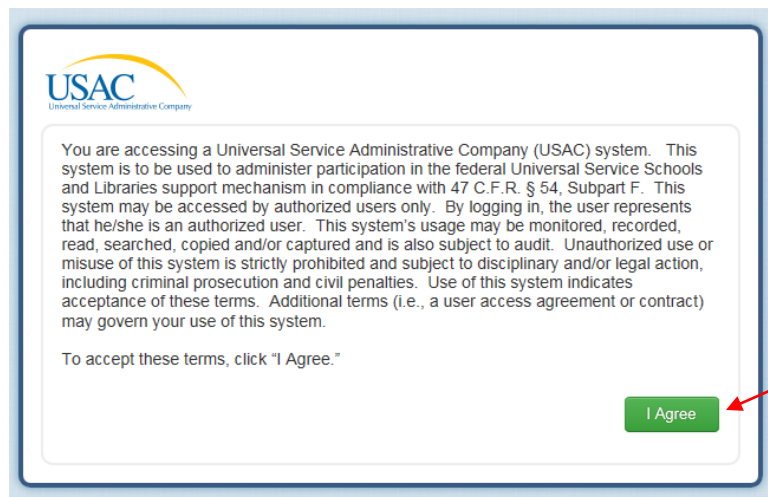 USAC
Universal Service Administrative Company
You are accessing a Universal Service Administrative Company (USAC) system.   This
system is to be used to administer participation in the federal Universal Service Schools
and Libraries support mechanism in compliance with 47 C.F.R. § 54, Subpart F.  This
system may be accessed by authorized users only.  By logging in, the user represents
that he/she is an authorized user.  This system's usage may be monitored, recorded,
read, searched, copied and/or captured and is also subject to audit.  Unauthorized use or
misuse of this system is strictly prohibited and subject to disciplinary and/or legal action,
including criminal prosecution and civil penalties.  Use of this system indicates
acceptance of these terms.  Additional terms (i.e., a user access agreement or contract)
may govern your use of this system.
To accept these terms, click “I Agree.”
I Agree